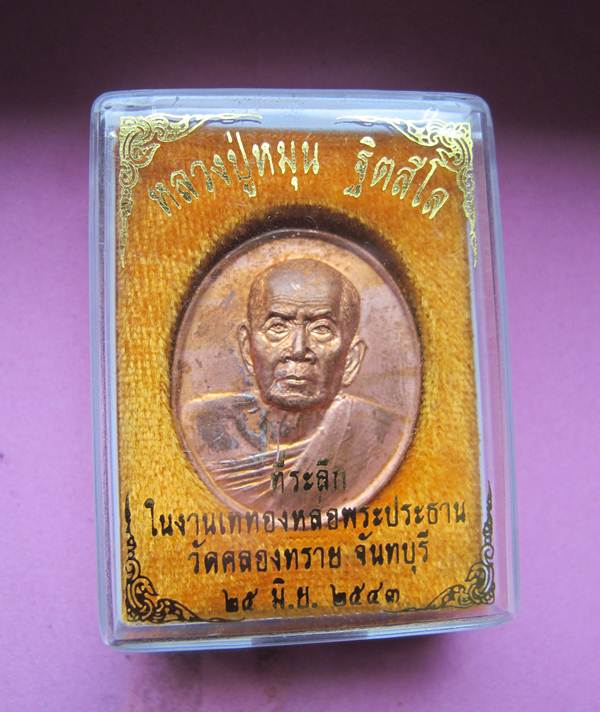 หลวงปู่หมุน ฐิตสีโล
ที่ระลึก
ในงานเททองหล่อพระประธาน
วัดคลองทราย จันทบุรี
๒๕ มิ.ย. ๒๕๔๓